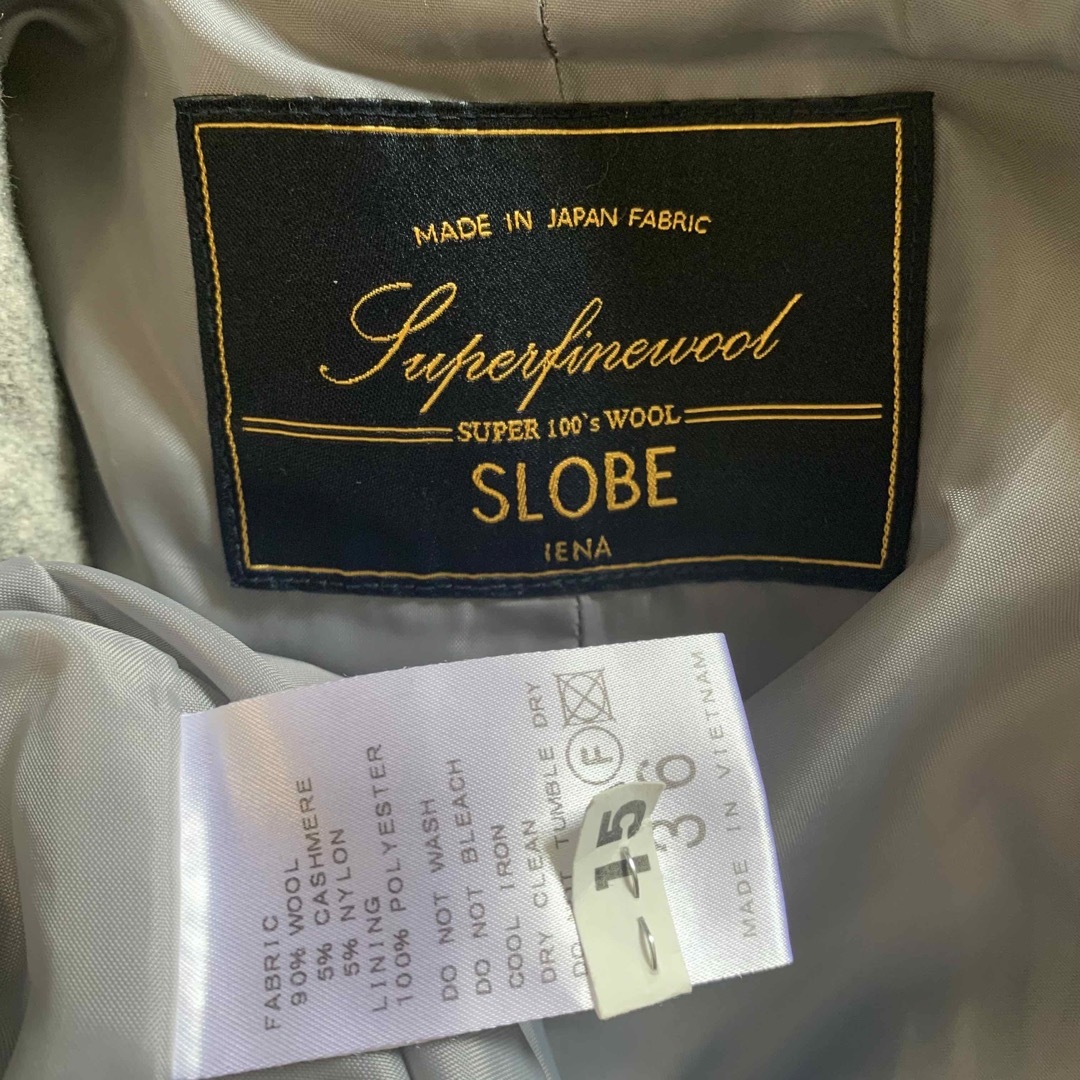 MADE IN JAPAN FABRIC
Superfinewool
SUPER 100's WOOL
SLOBE
IENA
FABRIC
90% WOOL
5% CASHMERE
5% NYLON
LINING
100% POLYESTER
DO NOT WASH
DO NOT BLEACH
COOL IRON
DRY CLEAN
TUMBLE DRY
F
15
36
MADE IN VIETNAM